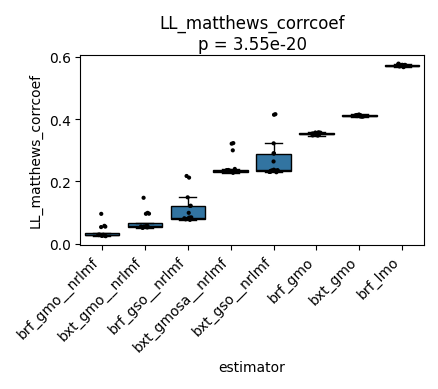 LL_matthews_corrcoef
p = 3.55e-20
LL_matthews_corrcoef
0.6
0.4
0.2
0.0
brf_gmo__nrlmf
bxt_gmo__nrlmf
brf_gso__nrlmf
bxt_gmosa__nrlmf
bxt_gso__nrlmf
brf_gmo
bxt_gmo
brf_lmo
estimator